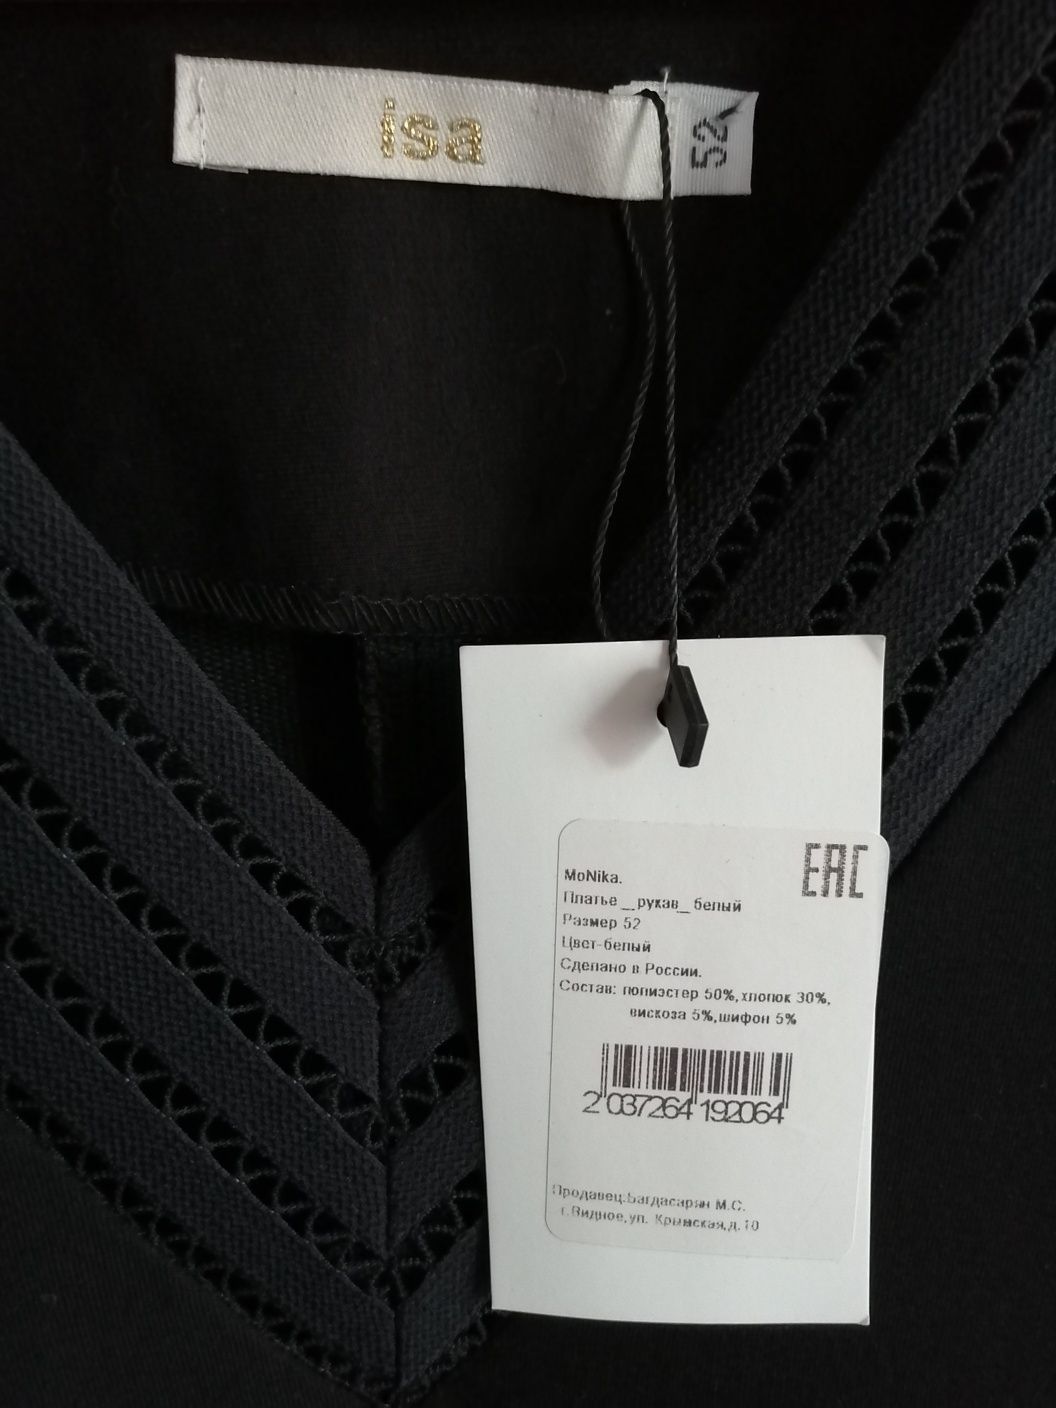 isa
52
EAC
MoNika.
Платье __рукав_ белый
Размер 52
Цвет-белый
Сделано в России.
Состав: полиэстер 50%,хлопок 30%,
вискоза 5%,шифон 5%
2 037264 192064
Продавец:Багдасарян М.С.
г.Видное,ул. Крымская,д.10